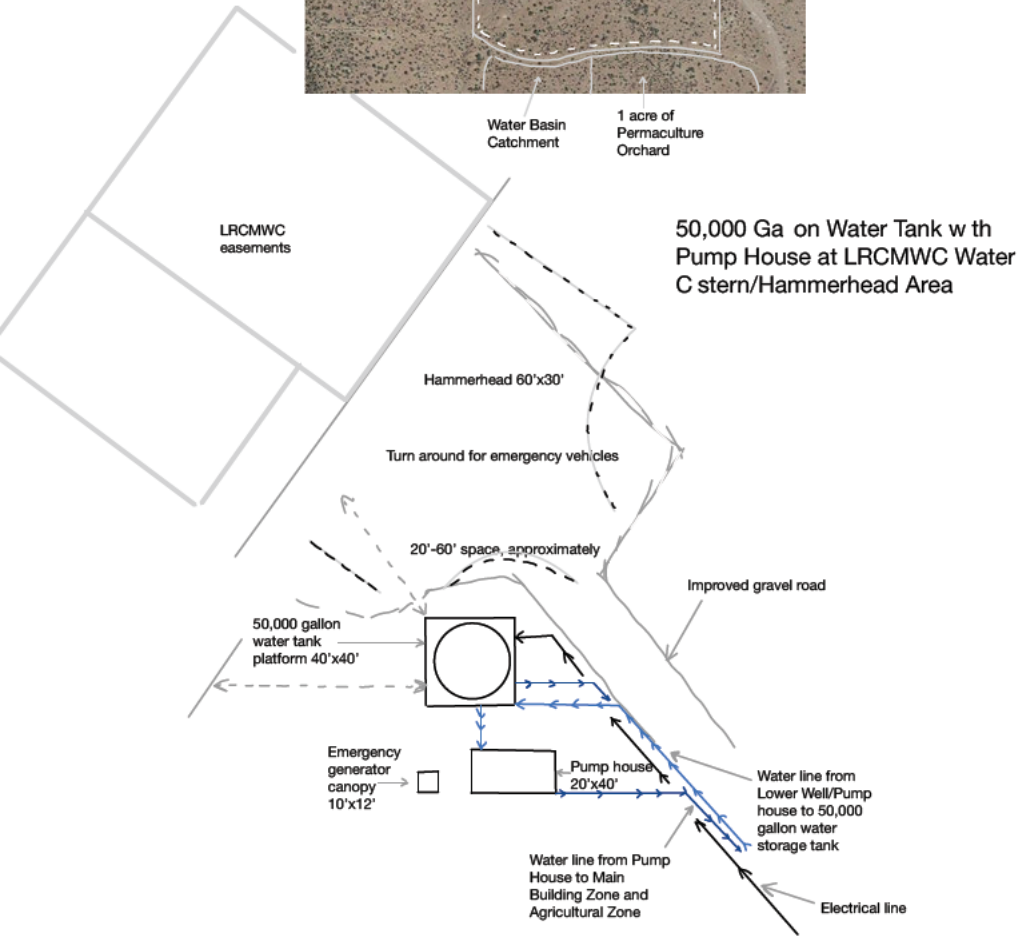 Water Basin
Catchment
1 acre of
Permaculture
Orchard
LRCMWC
easements
50,000 Ga on Water Tank w th
Pump House at LRCMWC Water
C stern/Hammerhead Area
Hammerhead 60'x30'
Turn around for emergency vehicles
20'-60' space, approximately
Improved gravel road
50,000 gallon
water tank
platform 40'x40'
Emergency
generator
canopy
10'x12'
Pump house
20'x40'
Water line from
Lower Well/Pump
house to 50,000
gallon water
storage tank
Water line from Pump
House to Main
Building Zone and
Agricultural Zone
Electrical line